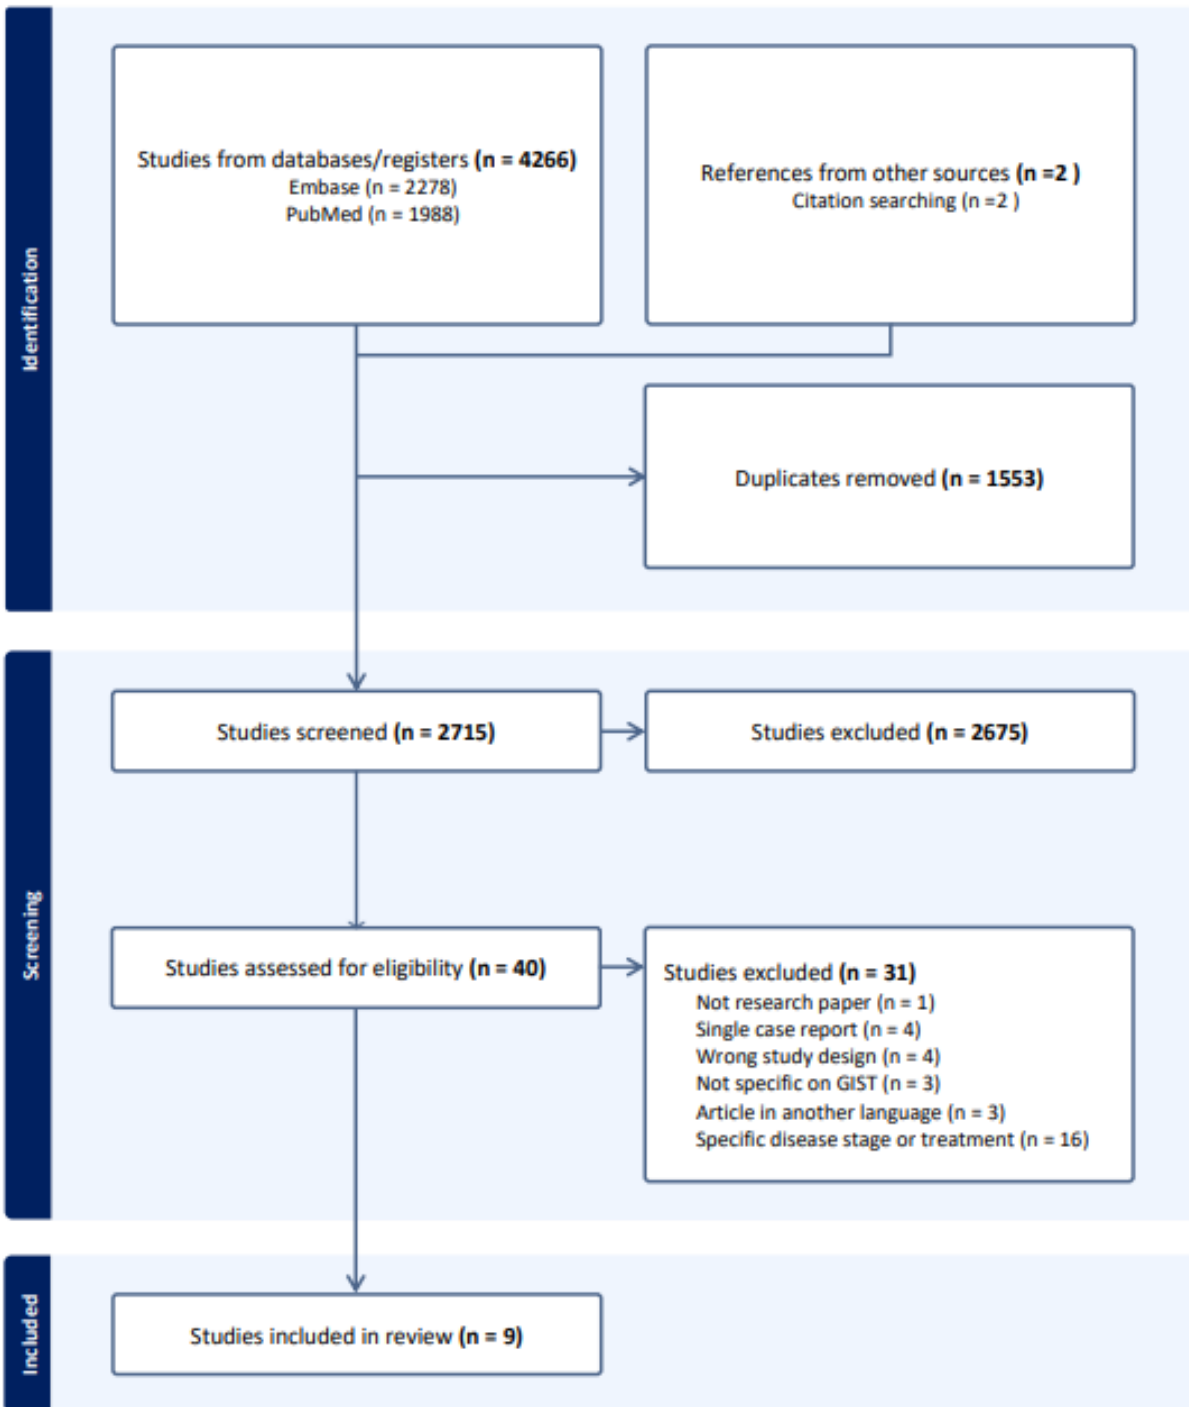 Identification
Studies from databases/registers (n = 4266)
Embase (n = 2278)
PubMed (n = 1988)
References from other sources (n =2 )
Citation searching (n =2 )
Duplicates removed (n = 1553)
Screening
Studies screened (n = 2715)
Studies excluded (n = 2675)
Studies assessed for eligibility (n = 40)
Studies excluded (n = 31)
Not research paper (n = 1)
Single case report (n = 4)
Wrong study design (n = 4)
Not specific on GIST (n = 3)
Article in another language (n = 3)
Specific disease stage or treatment (n = 16)
Included
Studies included in review (n = 9)